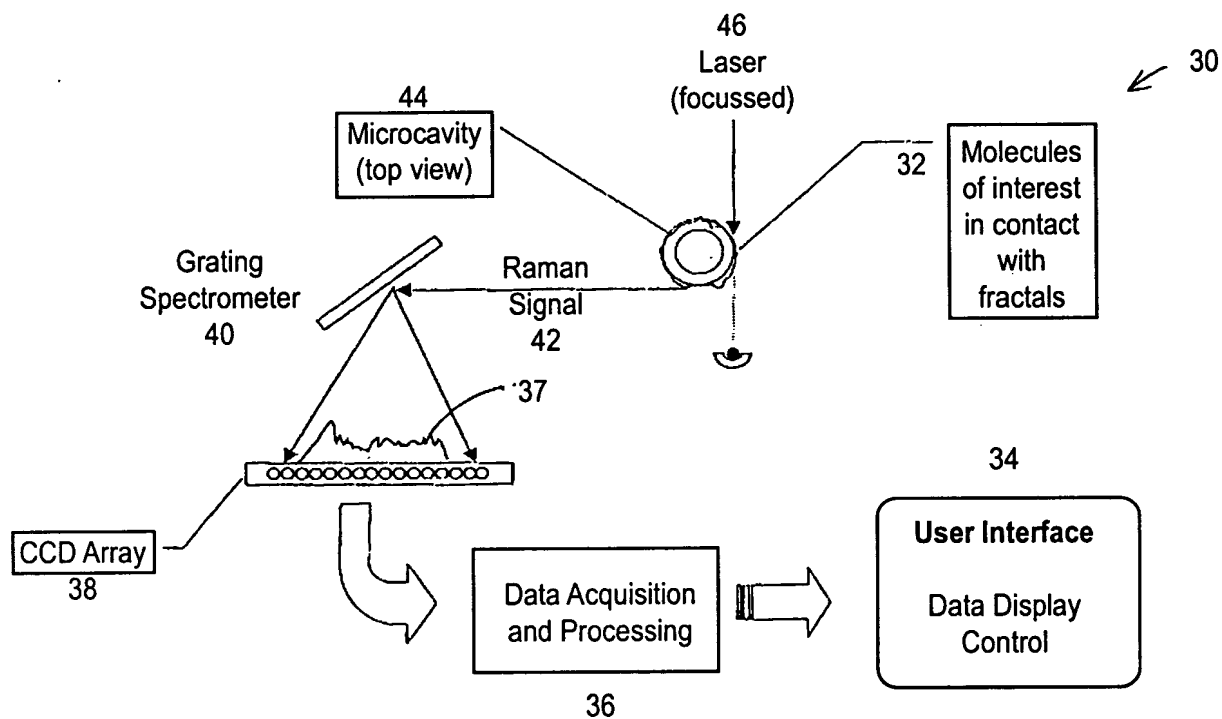 46
Laser
(focussed)
30
44
Microcavity
(top view)
32
Molecules
of interest
in contact
with
fractals
Grating
Spectrometer
40
Raman
Signal
42
37
CCD Array
38
Data Acquisition
and Processing
36
34
User Interface
Data Display
Control